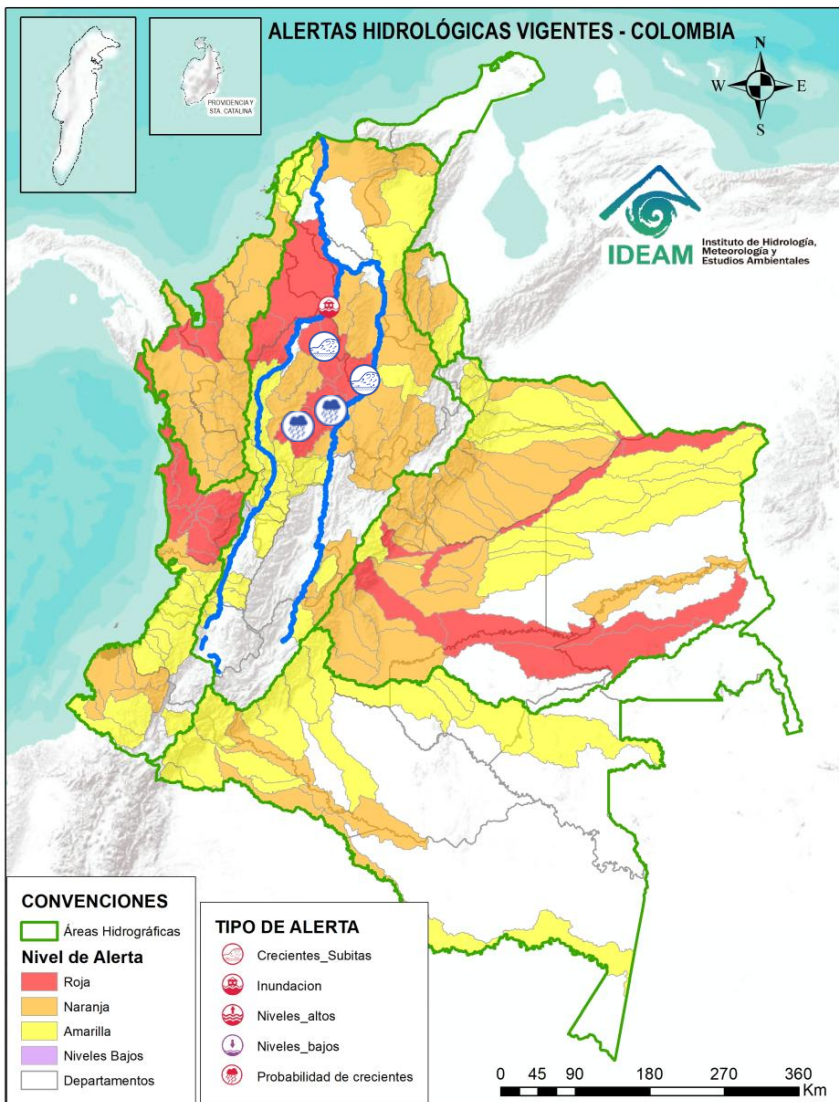 ALERTAS HIDROLÓGICAS VIGENTES - COLOMBIA
PROVIDENCIA Y
STA. CATALINA
N
W
E
S
IDEAM
Instituto de Hidrología,
Meteorología y
Estudios Ambientales
CONVENCIONES
Áreas Hidrográficas
Nivel de Alerta
Roja
Naranja
Amarilla
Niveles Bajos
Departamentos
TIPO DE ALERTA
Crecientes_Subitas
Inundacion
Niveles_altos
Niveles_bajos
Probabilidad de crecientes
0 45 90 180 270 360
Km